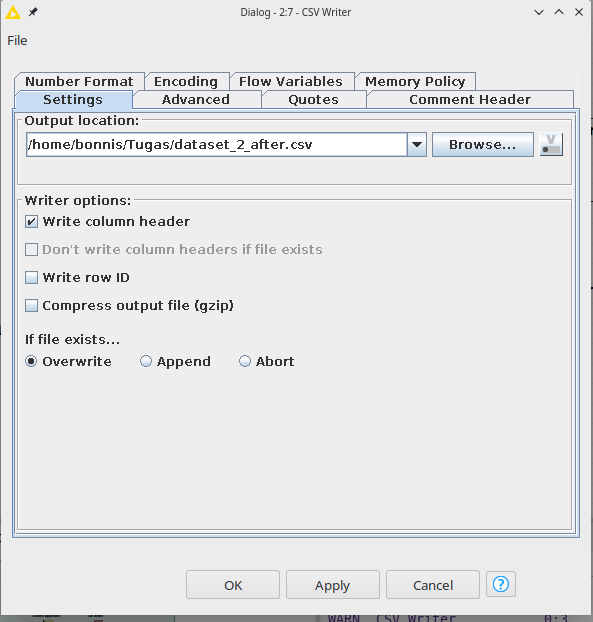 Dialog - 2:7 - CSV Writer
File
Number Format Encoding Flow Variables Memory Policy
Settings Advanced Quotes Comment Header
Output location:
/home/bonnis/Tugas/dataset_2_after.csv Browse... V
Writer options:
Write column header
Don't write column headers if file exists
Write row ID
Compress output file (gzip)
If file exists...
Overwrite Append Abort
OK Apply Cancel ?
WARN CSV Writer 0:3